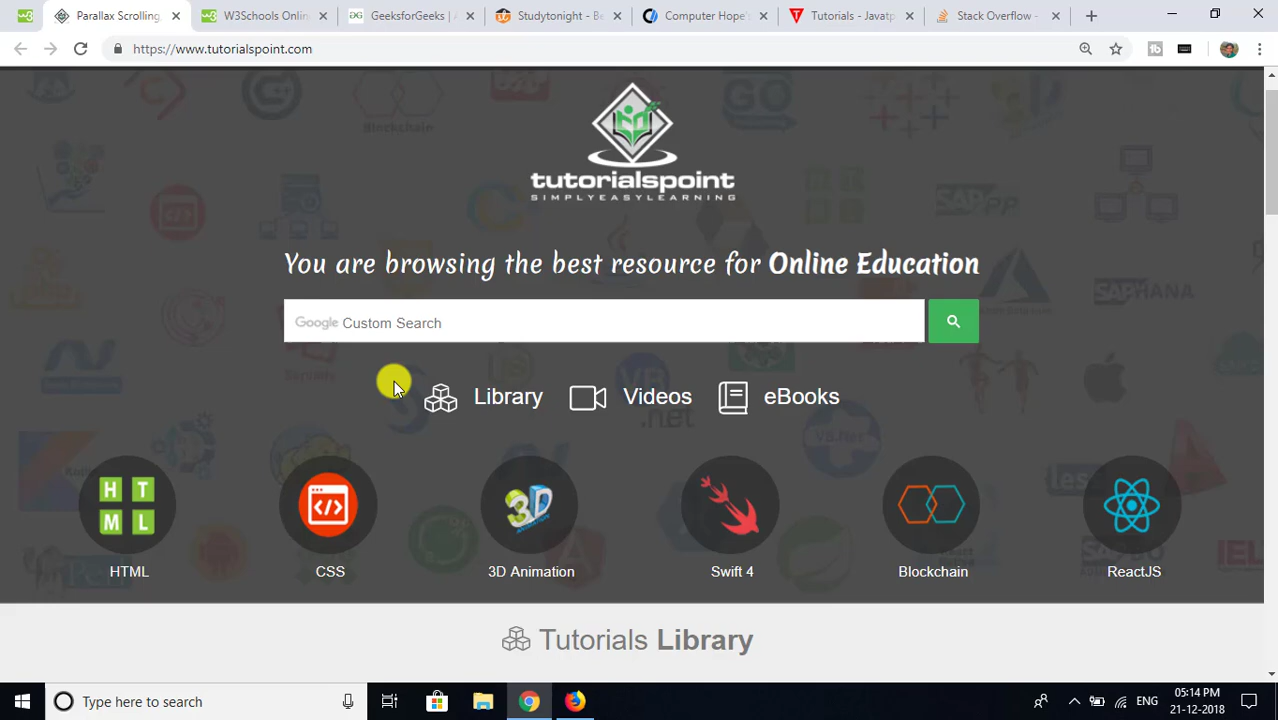 Parallax Scrolling,
W3Schools Onlin
GeeksforGeeks | A
Studytonight - Be
Computer Hope's
Tutorials - Javatp
Stack Overflow -
https://www.tutorialspoint.com
tutorialspoint
SIMPLYEASYLEARNING
You are browsing the best resource for Online Education
Google Custom Search
Library
Videos
eBooks
HTML
CSS
3D Animation
Swift 4
Blockchain
ReactJS
Tutorials Library
Type here to search
ENG
05:14 PM
21-12-2018